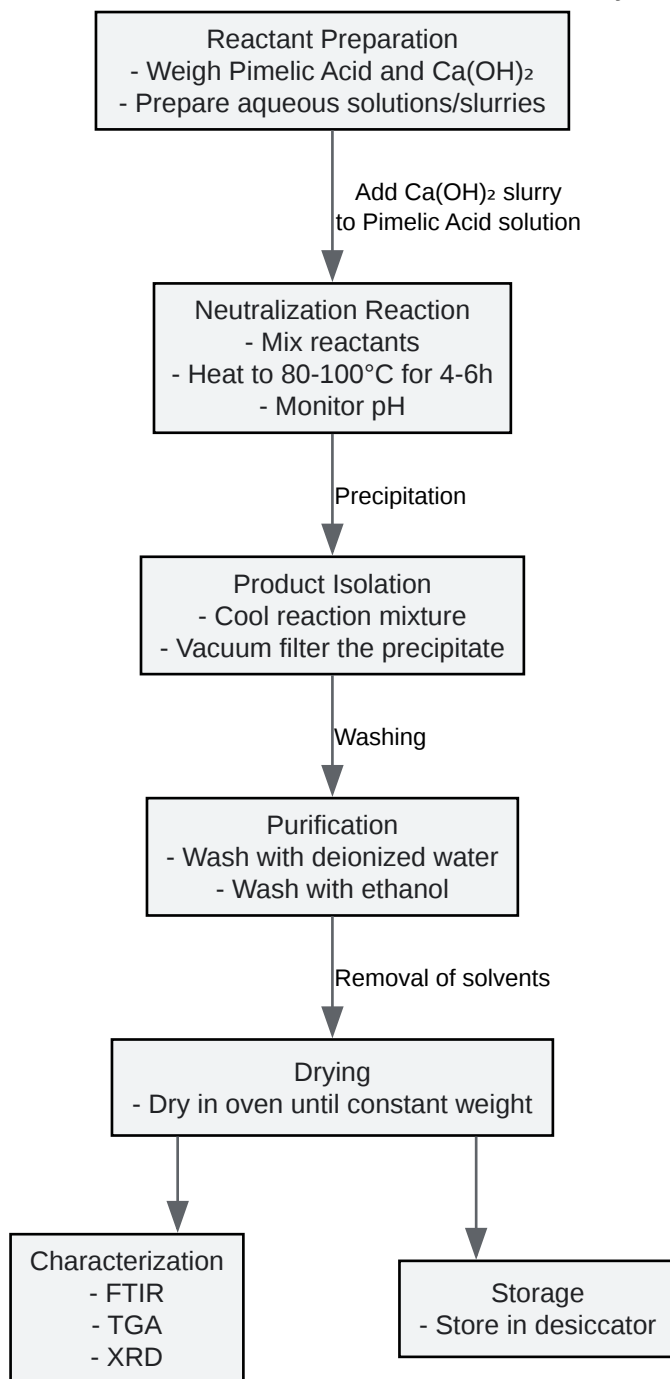 Reactant Preparation
- Weigh Pimelic Acid and Ca(OH)₂
- Prepare aqueous solutions/slurries
Add Ca(OH)₂ slurry
to Pimelic Acid solution
Neutralization Reaction
- Mix reactants
- Heat to 80-100°C for 4-6h
- Monitor pH
Precipitation
Product Isolation
- Cool reaction mixture
- Vacuum filter the precipitate
Washing
Purification
- Wash with deionized water
- Wash with ethanol
Removal of solvents
Drying
- Dry in oven until constant weight
Characterization
- FTIR
- TGA
- XRD
Storage
- Store in desiccator